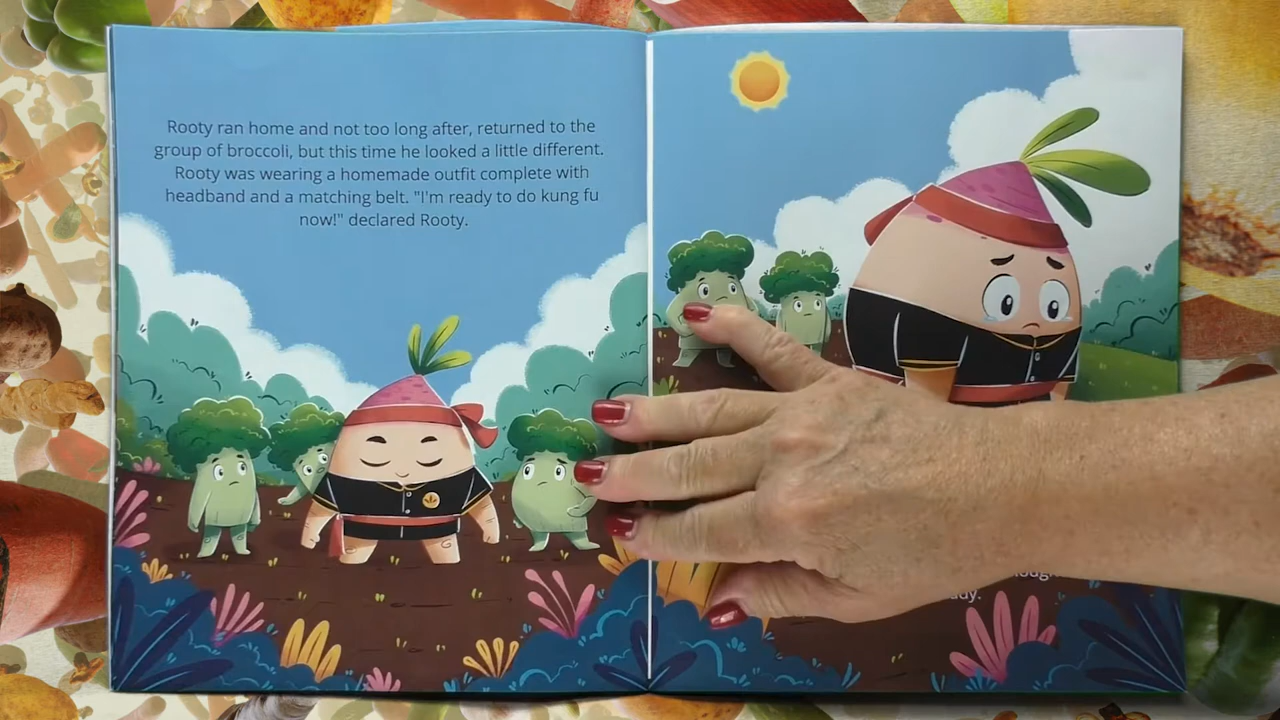 Rooty ran home and not too long after, returned to the
group of broccoli, but this time he looked a little different.
Rooty was wearing a homemade outfit complete with
headband and a matching belt. "I'm ready to do kung fu
now!" declared Rooty.